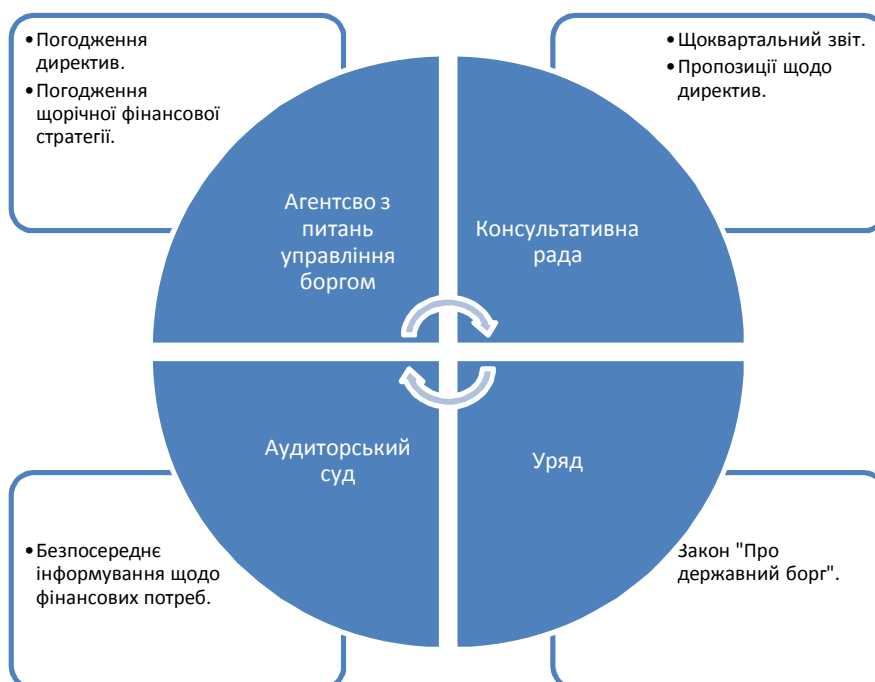 •Погодження
директив.
•Погодження
щорічної фінансової
стратегії.
•Щоквартальний звіт.
•Пропозиції щодо
директив.
Агентсво з
питань
управління
боргом
Консультативна
рада
Аудиторський
суд
Уряд
•Безпосереднє
інформування щодо
фінансових потреб.
Закон "Про
державний борг".